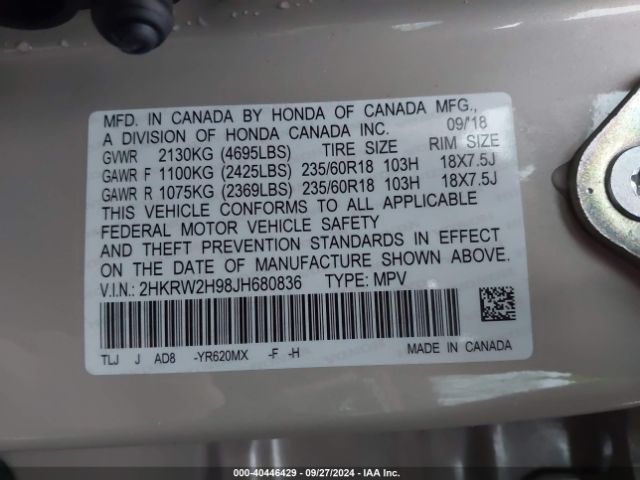 MFD. IN CANADA BY HONDA OF CANADA MFG.,
A DIVISION OF HONDA CANADA INC. 09/18
GVWR 2130KG (4695LBS) TIRE SIZE RIM SIZE
GAWR F 1100KG (2425LBS) 235/60R18 103H 18X7.5J
GAWR R 1075KG (2369LBS) 235/60R18 103H 18X7.5J
THIS VEHICLE CONFORMS TO ALL APPLICABLE
FEDERAL MOTOR VEHICLE SAFETY
AND THEFT PREVENTION STANDARDS IN EFFECT
ON THE DATE OF MANUFACTURE SHOWN ABOVE.
V.I.N.: 2HKRW2H98JH680836 TYPE: MPV
TLJ J AD8 -YR620MX -F -H MADE IN CANADA
000-40446429 - 09/27/2024 - IAAI.COM